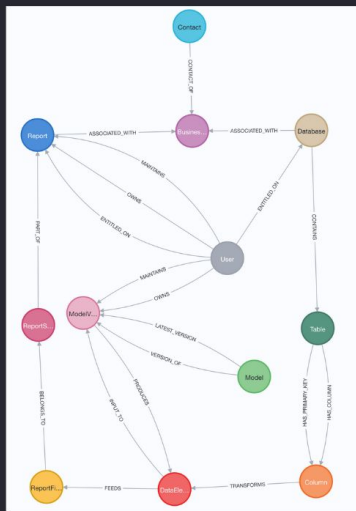 Contact
CONTACT_OF
Report
ASSOCIATED_WITH
Busines...
ASSOCIATED_WITH
Database
MAINTAINS
OWNS
ENTITLED_ON
ENTITLED_ON
CONTAINS
PART_OF
User
MAINTAINS
OWNS
ModelV...
LATEST_VERSION
VERSION_OF
ReportS...
Table
Model
PRODUCES
INPUT_TO
HAS_PRIMARY_KEY
HAS_COLUMN
BELONGS_TO
ReportFi...
FEEDS
DataEle...
TRANSFORMS
Column